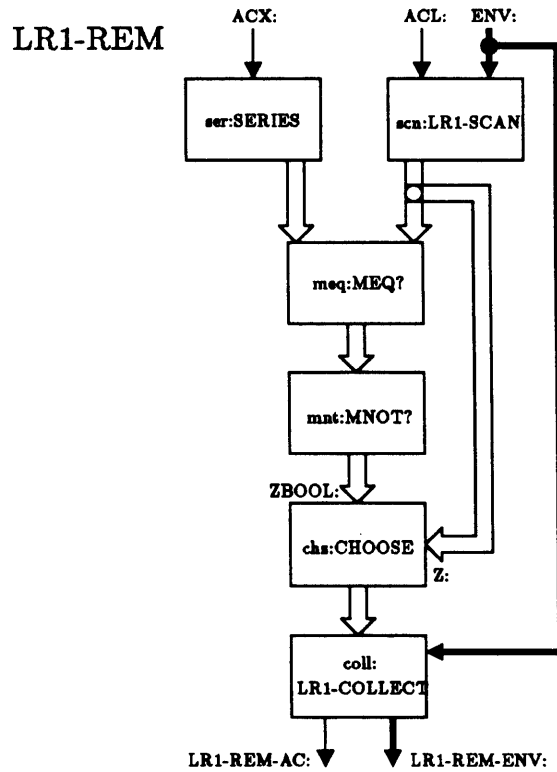 LR1-REM
ACX:
ACL:
ENV:
ser:SERIES
scn:LR1-SCAN
meq:MEQ?
mnt:MNOT?
ZBOOL:
chs:CHOOSE
Z:
coll:
LR1-COLLECT
LR1-REM-AC:
LR1-REM-ENV: